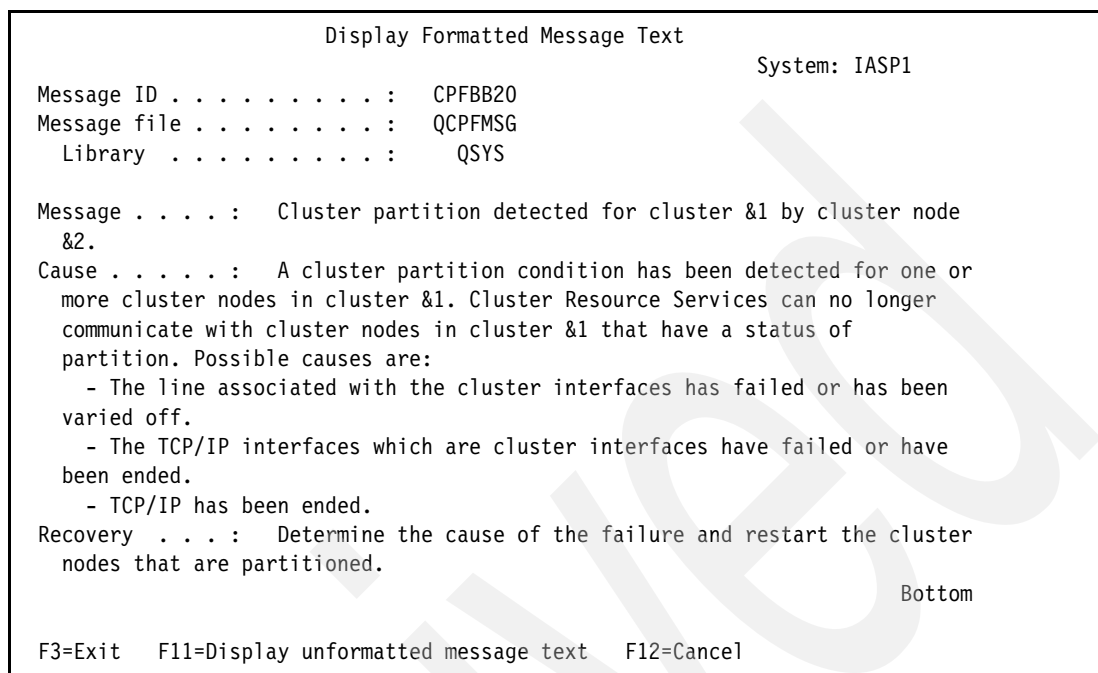 Display Formatted Message Text
System: IASP1
Message ID . . . . . . . . . : CPFBB20
Message file . . . . . . . . : QCPFMSG
Library . . . . . . . . . : QSYS
Message . . . . : Cluster partition detected for cluster &1 by cluster node
&2.
Cause . . . . . : A cluster partition condition has been detected for one or
more cluster nodes in cluster &1. Cluster Resource Services can no longer
communicate with cluster nodes in cluster &1 that have a status of
partition. Possible causes are:
- The line associated with the cluster interfaces has failed or has been
varied off.
- The TCP/IP interfaces which are cluster interfaces have failed or have
been ended.
- TCP/IP has been ended.
Recovery . . . : Determine the cause of the failure and restart the cluster
nodes that are partitioned.
Bottom
F3=Exit F11=Display unformatted message text F12=Cancel